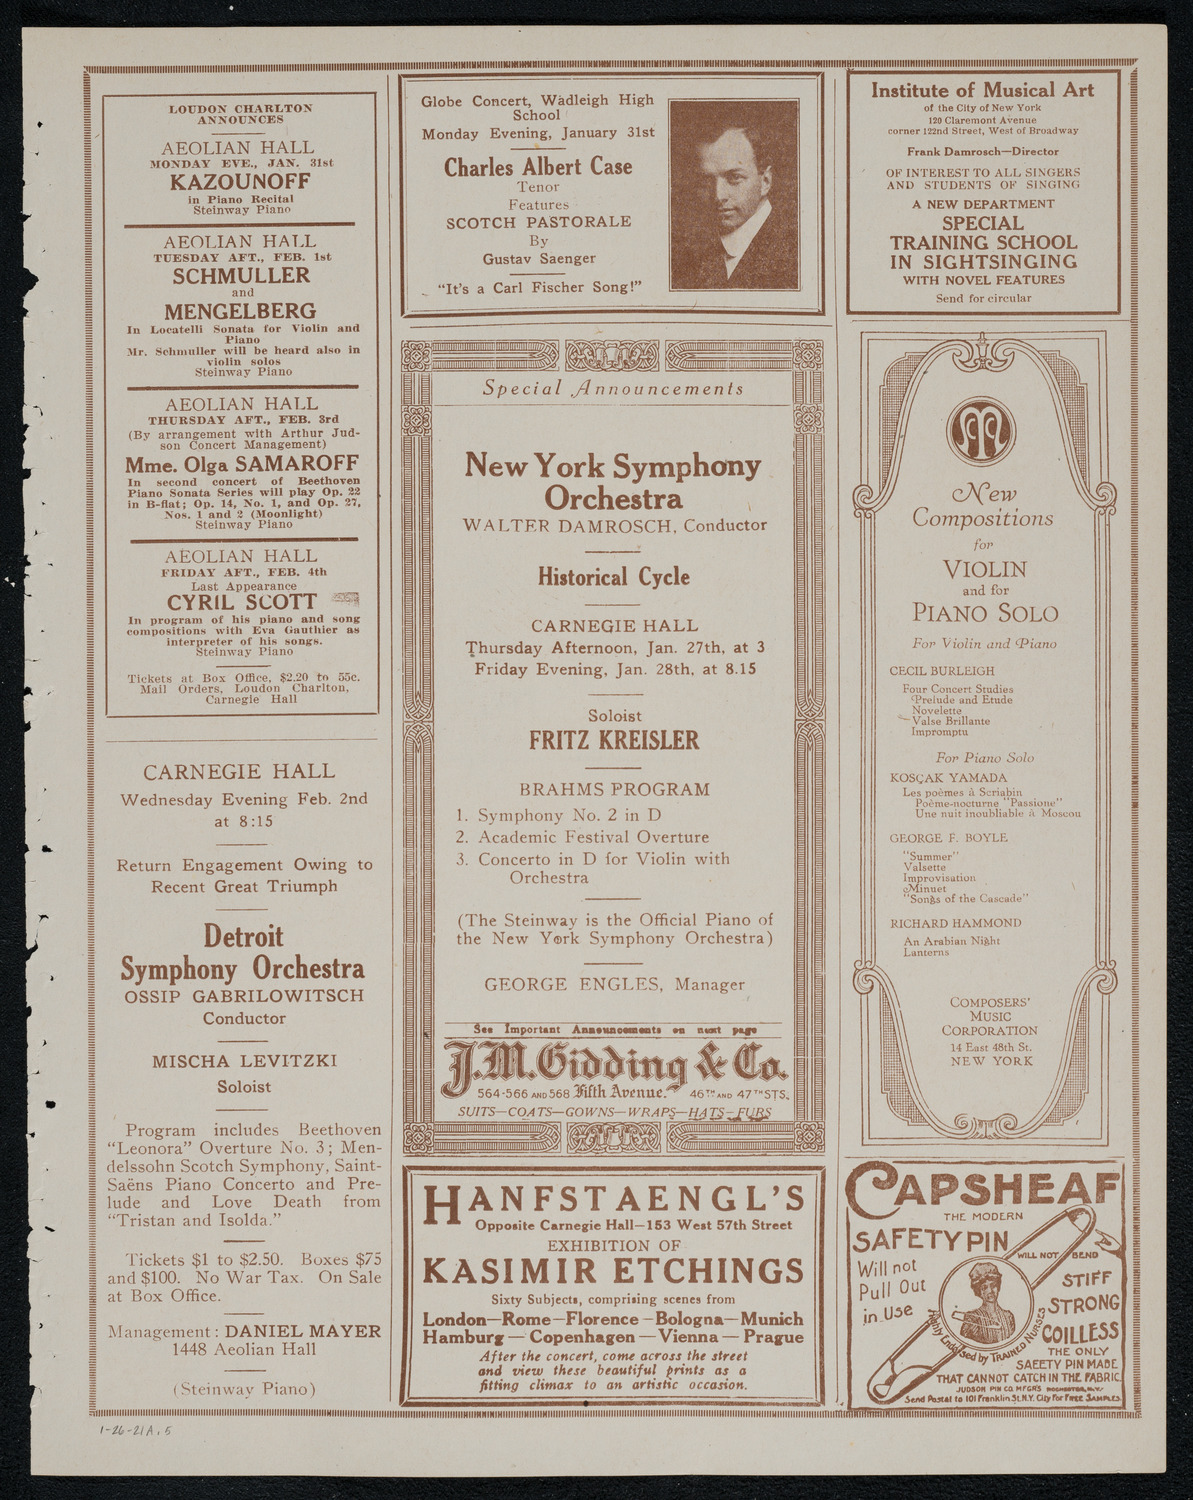 LOUDON CHARLTON
ANNOUNCES
AEOLIAN HALL
MONDAY EVE., JAN. 31st
KAZOUNOFF
in Piano Recital
Steinway Piano
AEOLIAN HALL
TUESDAY AFT., FEB. 1st
SCHMULLER
and
MENGELBERG
In Locatelli Sonata for Violin and
Piano
Mr. Schmuller will be heard also in
violin solos
Steinway Piano
AEOLIAN HALL
THURSDAY AFT., FEB. 3rd
(By arrangement with Arthur Jud-
son Concert Management)
Mme. Olga SAMAROFF
In second concert of Beethoven
Piano Sonata Series will play Op. 22
in B-flat; Op. 14, No. 1, and Op. 27,
Nos. 1 and 2 (Moonlight)
Steinway Piano
AEOLIAN HALL
FRIDAY AFT., FEB. 4th
Last Appearance
CYRIL SCOTT
In program of his piano and song
compositions with Eva Gauthier as
interpreter of his songs.
Steinway Piano
Tickets at Box Office, $2.20 to 55c.
Mail Orders, Loudon Charlton,
Carnegie Hall
CARNEGIE HALL
Wednesday Evening Feb. 2nd
at 8:15
Return Engagement Owing to
Recent Great Triumph
Detroit
Symphony Orchestra
OSSIP GABRILOWITSCH
Conductor
MISCHA LEVITZKI
Soloist
Program includes Beethoven
"Leonora" Overture No. 3; Men-
delssohn Scotch Symphony, Saint-
Saëns Piano Concerto and Pre-
lude and Love Death from
"Tristan and Isolda."
Tickets $1 to $2.50. Boxes $75
and $100. No War Tax. On Sale
at Box Office.
Management: DANIEL MAYER
1448 Aeolian Hall
(Steinway Piano)
Globe Concert, Wadleigh High
School
Monday Evening, January 31st
Charles Albert Case
Tenor
Features
SCOTCH PASTORALE
By
Gustav Saenger
"It's a Carl Fischer Song!"
Special Announcements
New York Symphony
Orchestra
WALTER DAMROSCH, Conductor
Historical Cycle
CARNEGIE HALL
Thursday Afternoon, Jan. 27th, at 3
Friday Evening, Jan. 28th, at 8.15
Soloist
FRITZ KREISLER
BRAHMS PROGRAM
1. Symphony No. 2 in D
2. Academic Festival Overture
3. Concerto in D for Violin with
Orchestra
(The Steinway is the Official Piano of
the New York Symphony Orchestra)
GEORGE ENGLES, Manager
See Important Announcements on next page
J.M. Gidding & Co.
564-566 AND 568 Fifth Avenue. 46TH AND 47TH STS.
SUITS—COATS—GOWNS—WRAPS—HATS—FURS
HANFSTAENGL'S
Opposite Carnegie Hall—153 West 57th Street
EXHIBITION OF
KASIMIR ETCHINGS
Sixty Subjects, comprising scenes from
London—Rome—Florence—Bologna—Munich
Hamburg—Copenhagen—Vienna—Prague
After the concert, come across the street
and view these beautiful prints as a
fitting climax to an artistic occasion.
Institute of Musical Art
of the City of New York
120 Claremont Avenue
corner 122nd Street, West of Broadway
Frank Damrosch—Director
OF INTEREST TO ALL SINGERS
AND STUDENTS OF SINGING
A NEW DEPARTMENT
SPECIAL
TRAINING SCHOOL
IN SIGHTSINGING
WITH NOVEL FEATURES
Send for circular
New
Compositions
for
VIOLIN
and for
PIANO SOLO
For Violin and Piano
CECIL BURLEIGH
Four Concert Studies
Prelude and Etude
Novelette
Valse Brillante
Impromptu
For Piano Solo
KOSÇAK YAMADA
Les poèmes à Scriabin
Poème-nocturne "Passione"
Une nuit inoubliable à Moscou
GEORGE F. BOYLE
"Summer"
Valsette
Improvisation
Minuet
"Songs of the Cascade"
RICHARD HAMMOND
An Arabian Night
Lanterns
COMPOSERS'
MUSIC
CORPORATION
14 East 48th St.
NEW YORK
CAPSHEAF
THE MODERN
SAFETY PIN
WILL NOT BEND
Will not
Pull Out
in Use
STIFF
STRONG
COILLESS
Highly Endorsed by TRAINED NURSES
THE ONLY
SAFETY PIN MADE
THAT CANNOT CATCH IN THE FABRIC.
JUDSON PIN CO. MFGRS ROCHESTER, N.Y.
Send Postal to 101 Franklin St. N.Y. City For FREE SAMPLES
1-26-21A, 5